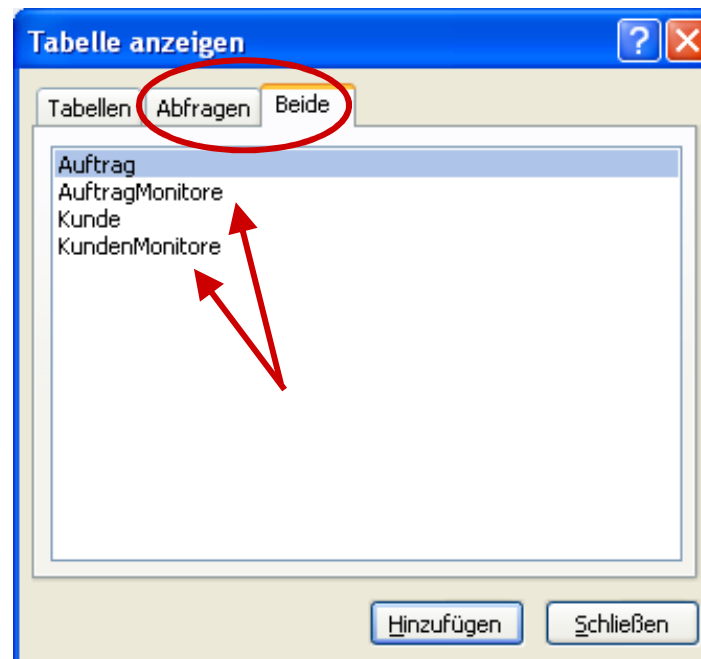 Tabelle anzeigen
Tabellen Abfragen Beide
Auftrag
AuftragMonitore
Kunde
KundenMonitore
Hinzufügen Schließen